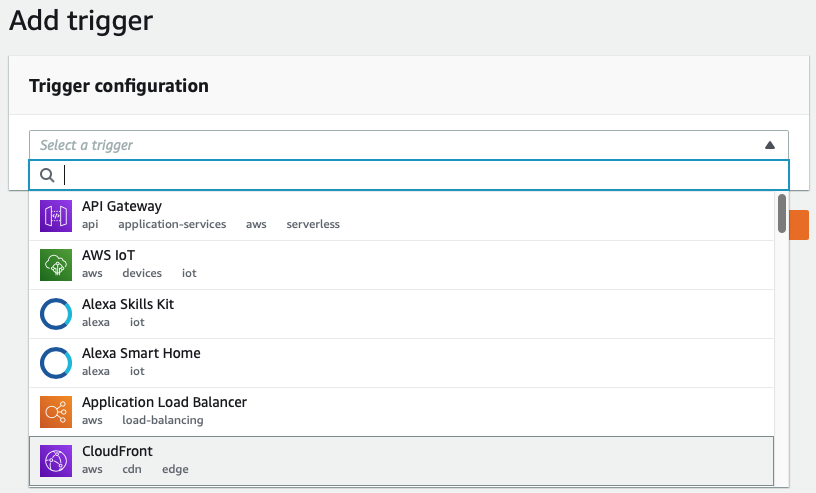 Add trigger
Trigger configuration
Select a trigger
API Gateway
api application-services aws serverless
AWS IoT
aws devices iot
Alexa Skills Kit
alexa iot
Alexa Smart Home
alexa iot
Application Load Balancer
aws load-balancing
CloudFront
aws cdn edge